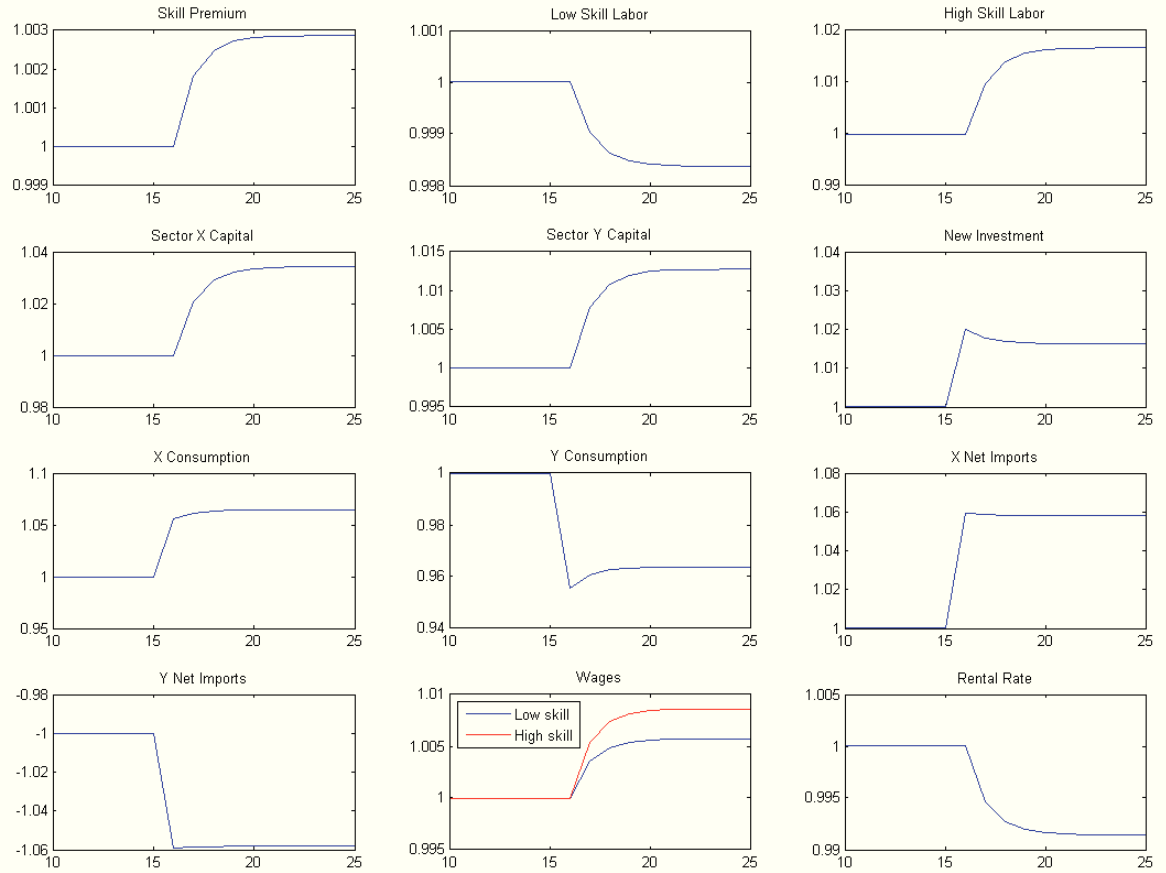 Skill Premium
1.003
1.002
1.001
1
0.999
10 15 20 25
Low Skill Labor
1.001
1
0.999
0.998
10 15 20 25
High Skill Labor
1.02
1.01
1
0.99
10 15 20 25
Sector X Capital
1.04
1.02
1
0.98
10 15 20 25
Sector Y Capital
1.015
1.01
1.005
1
0.995
10 15 20 25
New Investment
1.04
1.03
1.02
1.01
1
10 15 20 25
X Consumption
1.1
1.05
1
0.95
10 15 20 25
Y Consumption
1
0.98
0.96
0.94
10 15 20 25
X Net Imports
1.08
1.06
1.04
1.02
1
10 15 20 25
Y Net Imports
-0.98
-1
-1.02
-1.04
-1.06
10 15 20 25
Wages
1.01
1.005
1
0.995
Low skill
High skill
10 15 20 25
Rental Rate
1.005
1
0.995
0.99
10 15 20 25